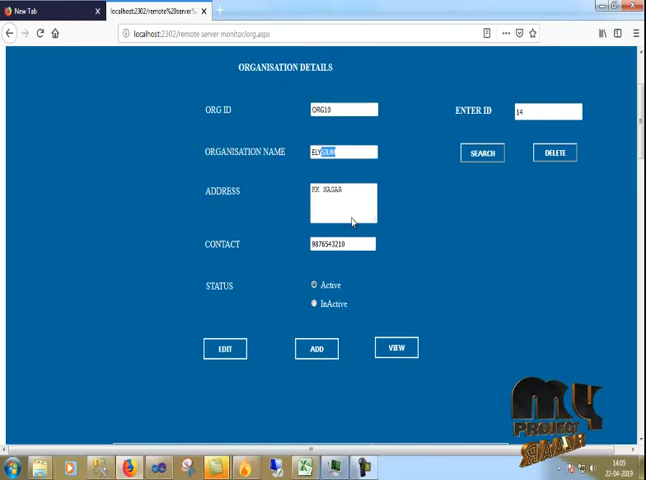 New Tab
localhost:2302/remote%20server%
localhost:2302/remote server monitor/org.aspx
ORGANISATION DETAILS
ORG ID
ORG10
ENTER ID
14
ORGANISATION NAME
ELYSIUM
SEARCH
DELETE
ADDRESS
KK NAGAR
CONTACT
9876543210
STATUS
Active
InActive
EDIT
ADD
VIEW
my
PROJECT
14:05
22-04-2019